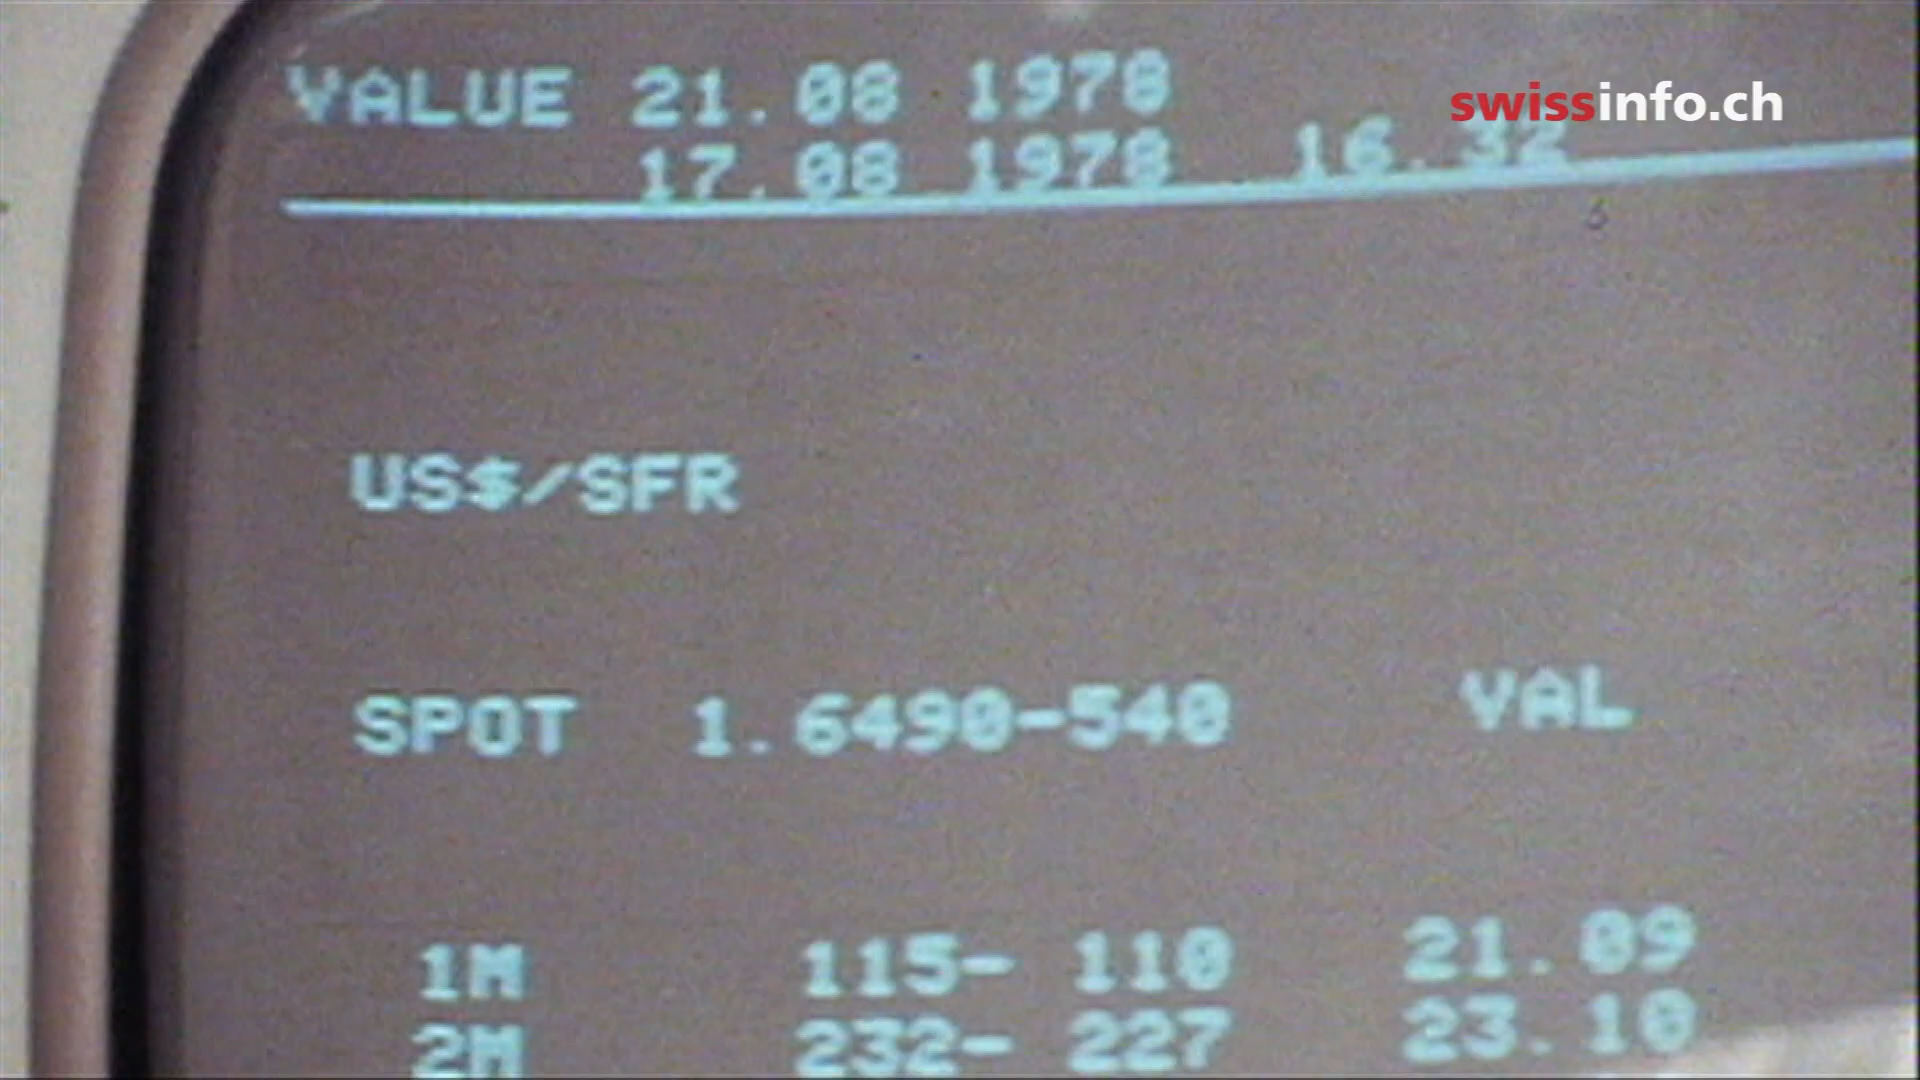 VALUE 21.08 1978
swissinfo.ch
17.08 1978 16.32
US$/SFR
SPOT 1.6490-540 VAL
1M 115- 110 21.09
2M 232- 227 23.10